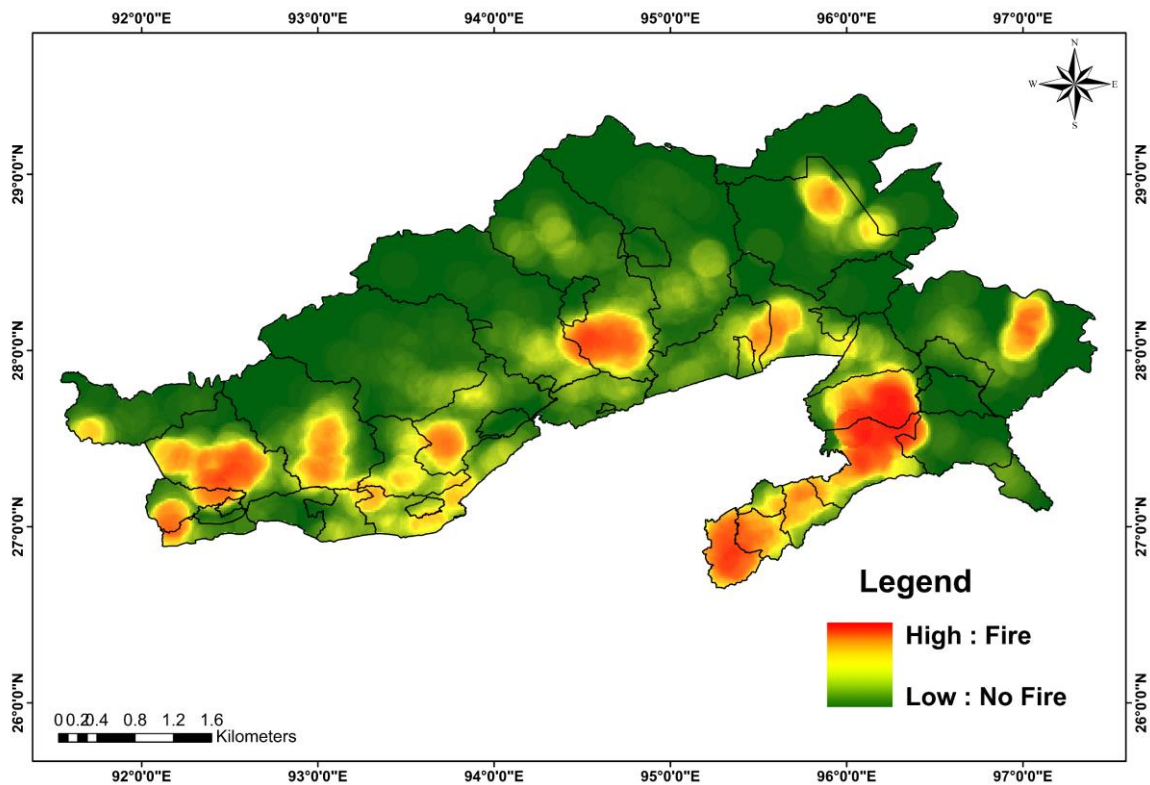 92°0'0"E 93°0'0"E 94°0'0"E 95°0'0"E 96°0'0"E 97°0'0"E
N
W E
S
29°0'0"N 29°0'0"N
28°0'0"N 28°0'0"N
27°0'0"N 27°0'0"N
26°0'0"N 26°0'0"N
Legend
High : Fire
Low : No Fire
0 0.20.4 0.8 1.2 1.6
Kilometers
92°0'0"E 93°0'0"E 94°0'0"E 95°0'0"E 96°0'0"E 97°0'0"E